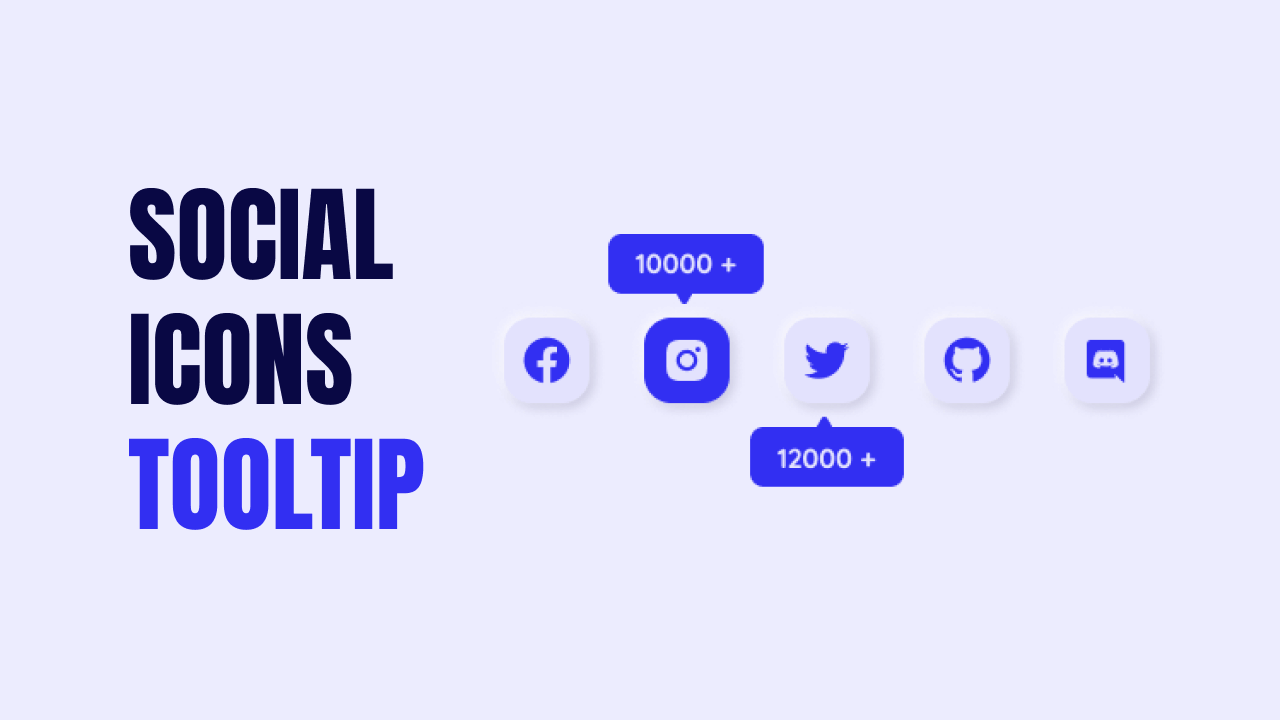 SOCIAL
ICONS
TOOLTIP
10000 +
12000 +